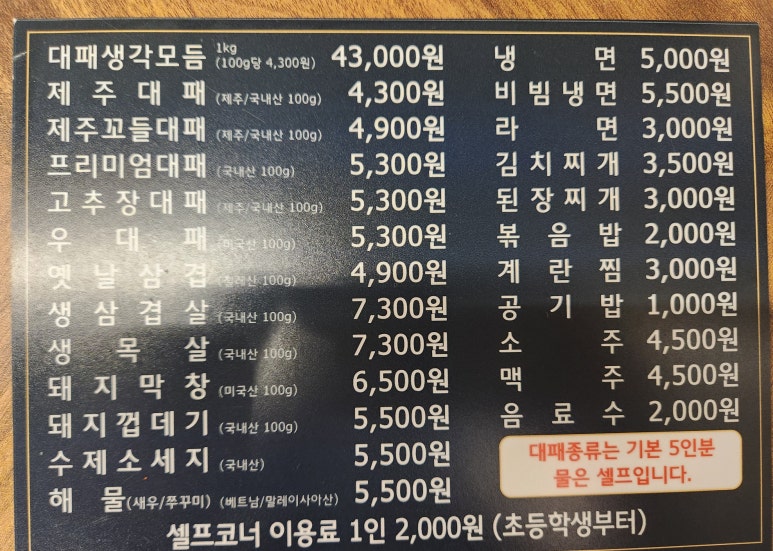 대패생각모듬 1kg (100g당 4,300원) 43,000원
제주대패 (제주/국내산 100g) 4,300원
제주꼬들대패 (제주/국내산 100g) 4,900원
프리미엄대패 (국내산 100g) 5,300원
고추장대패 (제주/국내산 100g) 5,300원
우대패 (미국산 100g) 5,300원
옛날삼겹 (칠레산 100g) 4,900원
생삼겹살 (국내산 100g) 7,300원
생목살 (국내산 100g) 7,300원
돼지막창 (미국산 100g) 6,500원
돼지껍데기 (국내산 100g) 5,500원
수제소세지 (국내산) 5,500원
해물(새우/쭈꾸미) (베트남/말레이사아산) 5,500원
냉면 5,000원
비빔냉면 5,500원
라면 3,000원
김치찌개 3,500원
된장찌개 3,000원
볶음밥 2,000원
계란찜 3,000원
공기밥 1,000원
소주 4,500원
맥주 4,500원
음료수 2,000원
대패종류는 기본 5인분
물은 셀프입니다.
셀프코너 이용료 1인 2,000원 (초등학생부터)